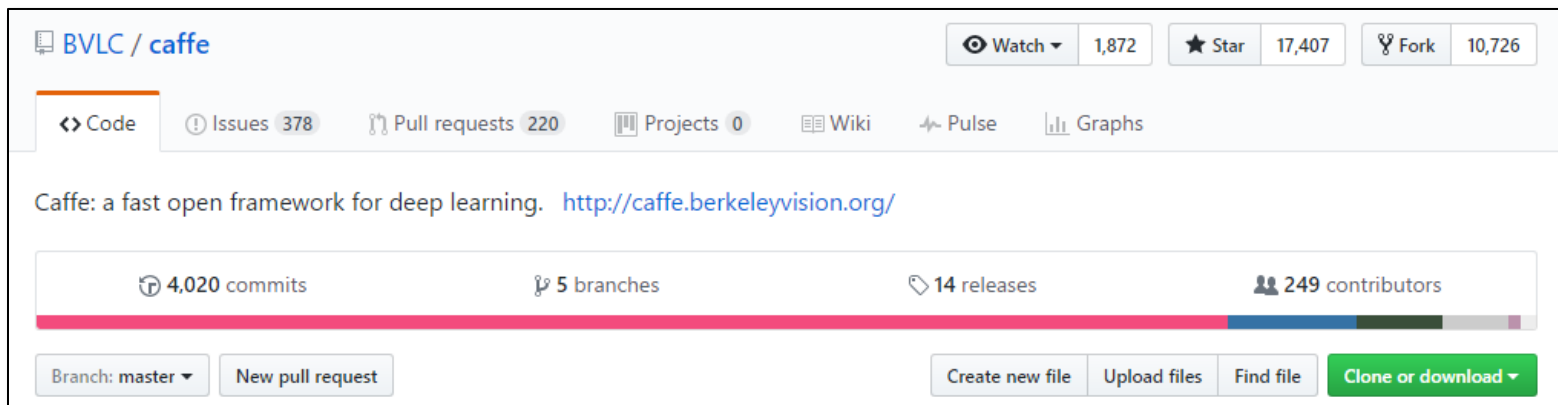 BVLC / caffe Watch 1,872 Star 17,407 Fork 10,726
Code Issues 378 Pull requests 220 Projects 0 Wiki Pulse Graphs
Caffe: a fast open framework for deep learning. http://caffe.berkeleyvision.org/
4,020 commits 5 branches 14 releases 249 contributors
Branch: master New pull request Create new file Upload files Find file Clone or download